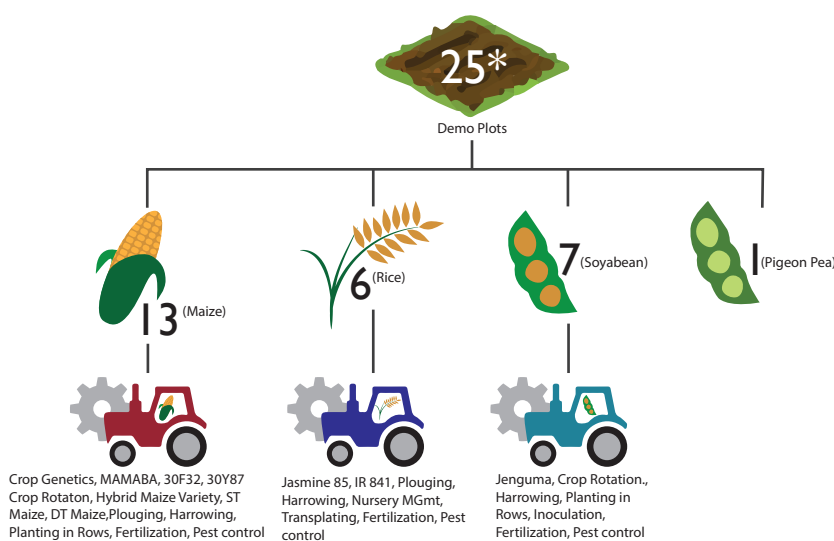 25*
Demo Plots
13 (Maize)
6 (Rice)
7 (Soyabean)
1 (Pigeon Pea)
Crop Genetics, MAMABA, 30F32, 30Y87
Crop Rotaton, Hybrid Maize Variety, ST
Maize, DT Maize,Plouging, Harrowing,
Planting in Rows, Fertilization, Pest control
Jasmine 85, IR 841, Plouging,
Harrowing, Nursery MGmt,
Transplating, Fertilization, Pest
control
Jenguma, Crop Rotation.,
Harrowing, Planting in
Rows, Inoculation,
Fertilization, Pest control